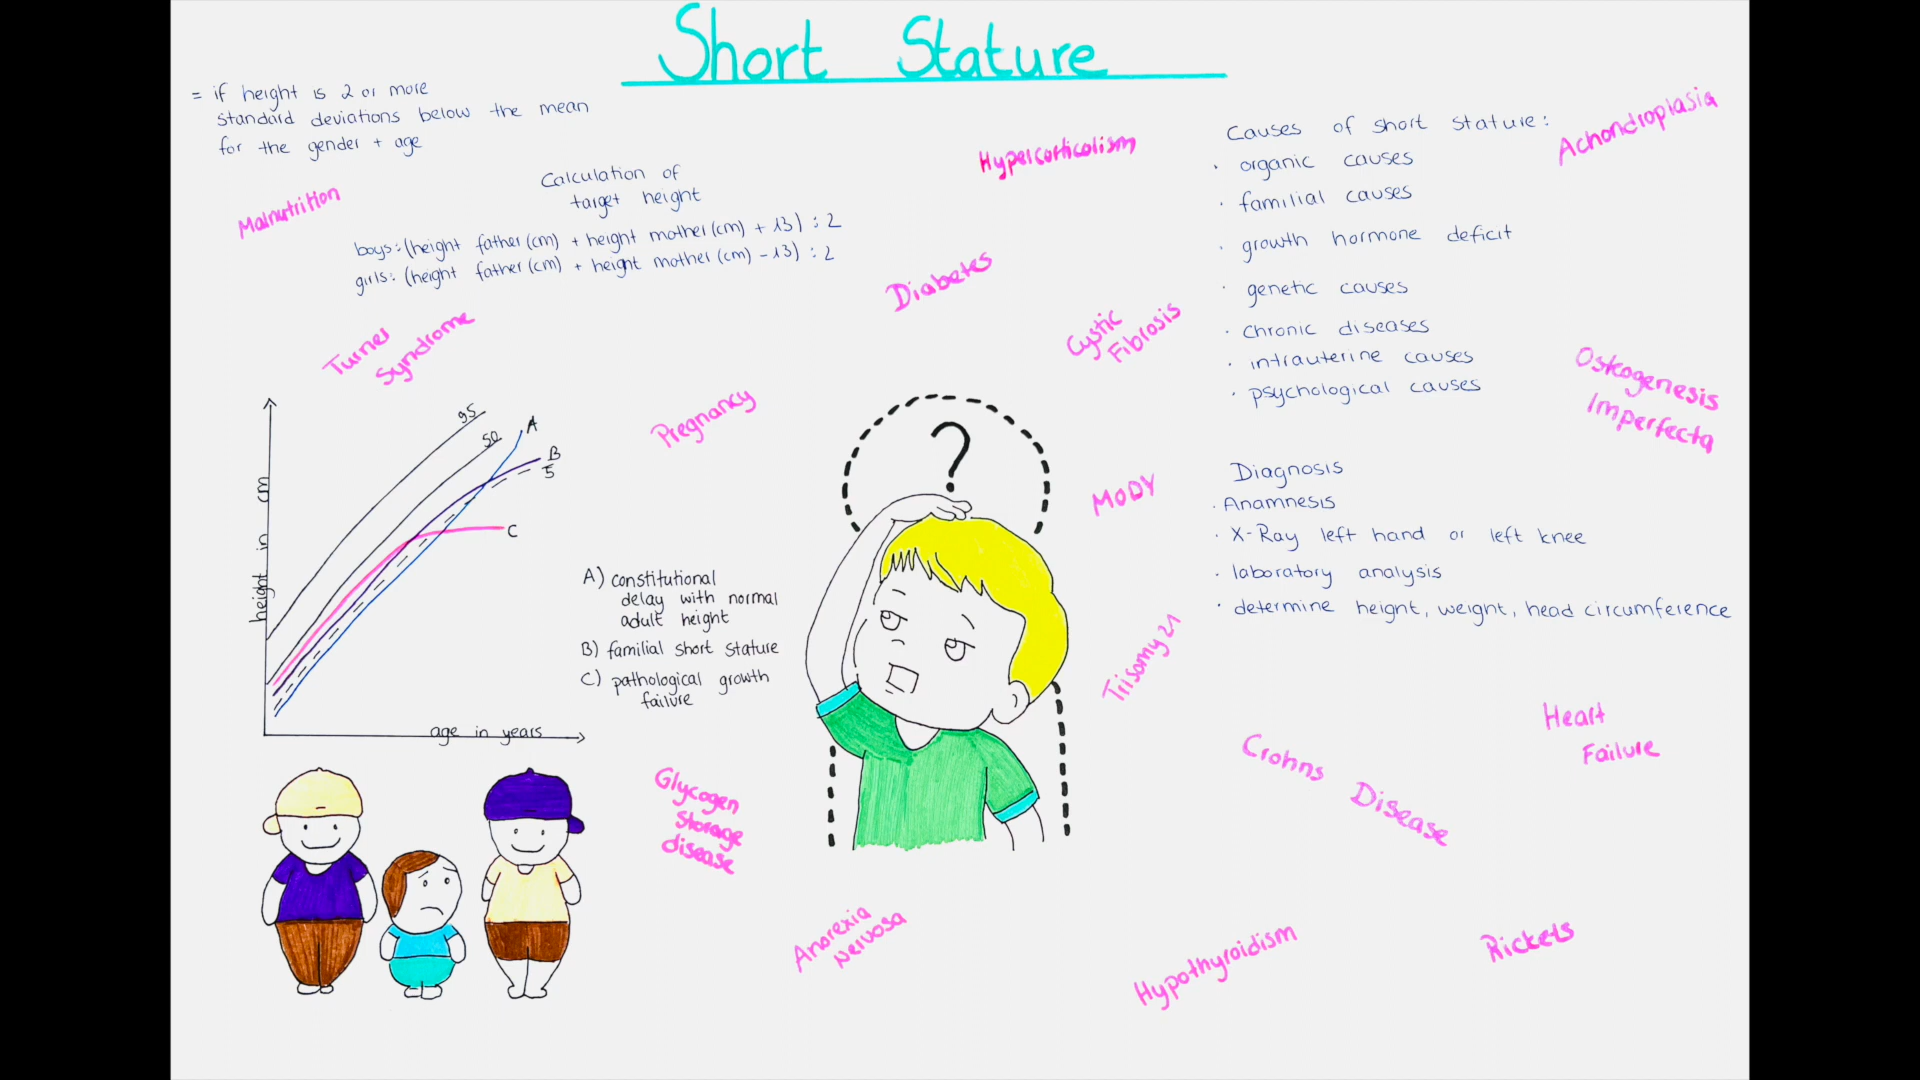 Short Stature
= if height is 2 or more
standard deviations below the mean
for the gender + age
Malnutrition
Calculation of
target height
boys: (height father (cm) + height mother (cm) + 13) : 2
girls: (height father (cm) + height mother (cm) - 13) : 2
Turner
Syndrome
Hypercorticolism
Diabetes
Cystic
Fibrosis
Pregnancy
Causes of short stature:
· organic causes
· familial causes
· growth hormone deficit
· genetic causes
· chronic diseases
· intrauterine causes
· psychological causes
Achondroplasia
Osteogenesis
Imperfecta
Diagnosis
· Anamnesis
· X-Ray left hand or left knee
· laboratory analysis
· determine height, weight, head circumference
MODY
Trisomy 21
height in cm
95
50
A
B
5
C
age in years
A) constitutional
delay with normal
adult height
B) familial short stature
C) pathological growth
failure
?
Glycogen
Storage
disease
Anorexia
Nervosa
Crohns Disease
Heart
Failure
Hypothyroidism
Rickets